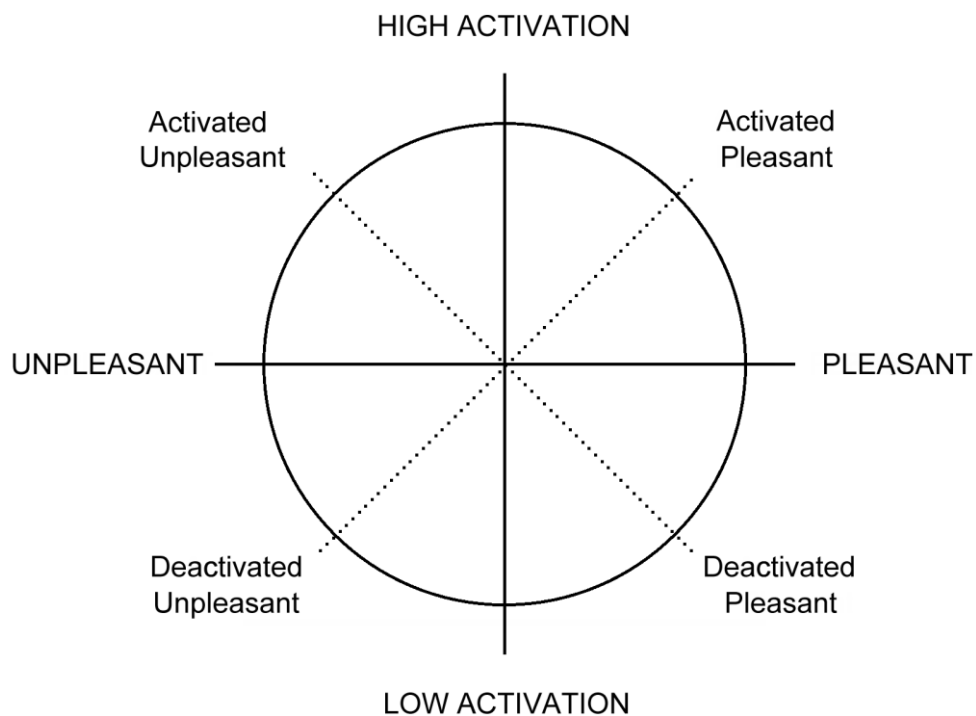 HIGH ACTIVATION
Activated
Unpleasant
Activated
Pleasant
UNPLEASANT
PLEASANT
Deactivated
Unpleasant
Deactivated
Pleasant
LOW ACTIVATION